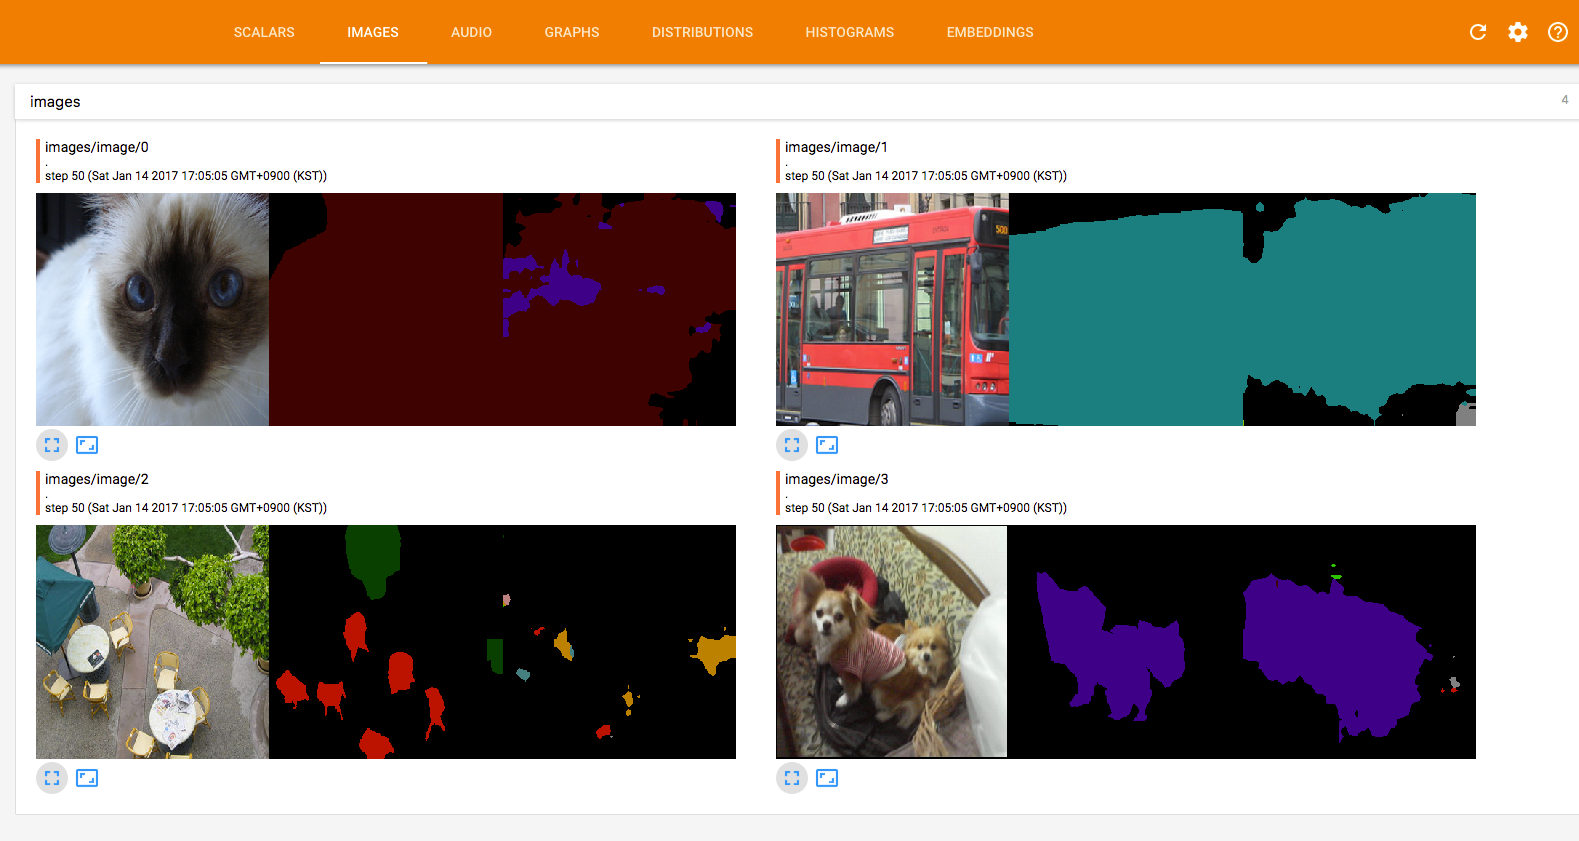 SCALARS IMAGES AUDIO GRAPHS DISTRIBUTIONS HISTOGRAMS EMBEDDINGS
images 4
images/image/0
.
step 50 (Sat Jan 14 2017 17:05:05 GMT+0900 (KST))
images/image/1
.
step 50 (Sat Jan 14 2017 17:05:05 GMT+0900 (KST))
500
images/image/2
.
step 50 (Sat Jan 14 2017 17:05:05 GMT+0900 (KST))
images/image/3
.
step 50 (Sat Jan 14 2017 17:05:05 GMT+0900 (KST))